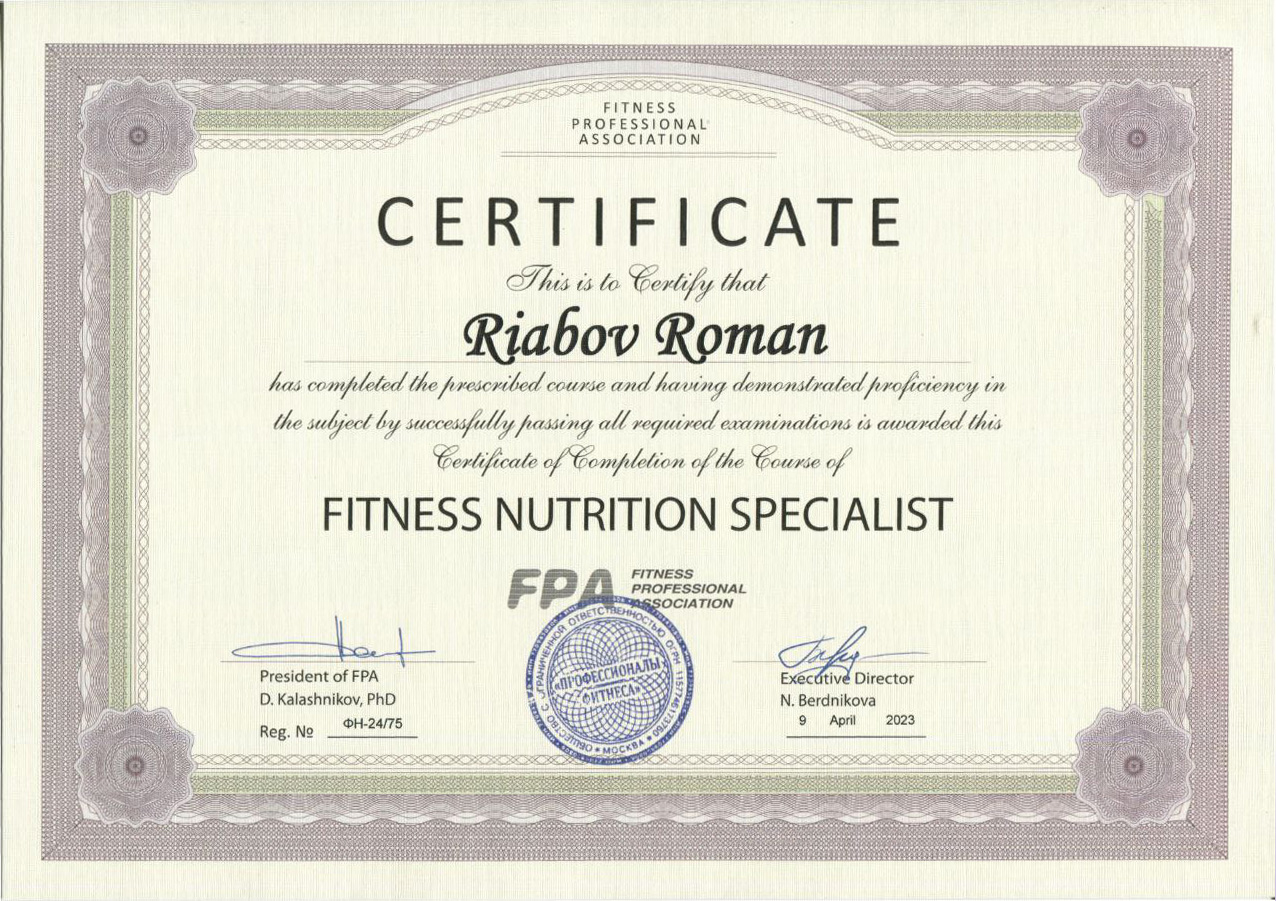 FITNESS
PROFESSIONAL
ASSOCIATION
CERTIFICATE
This is to Certify that
Riabov Roman
has completed the prescribed course and having demonstrated proficiency in
the subject by successfully passing all required examinations is awarded this
Certificate of Completion of the Course of
FITNESS NUTRITION SPECIALIST
FPA
FITNESS
PROFESSIONAL
ASSOCIATION
ОБЩЕСТВО С ОГРАНИЧЕННОЙ ОТВЕТСТВЕННОСТЬЮ ОГРН
* МОСКВА *
«ПРОФЕССИОНАЛЫ
ФИТНЕСА»
President of FPA
D. Kalashnikov, PhD
Reg. № ФН-24/75
Executive Director
N. Berdnikova
9 April 2023